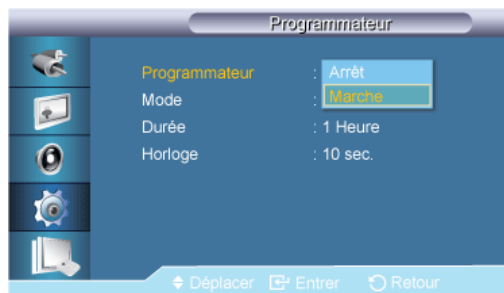 Programmateur
Programmateur : Arrêt
Mode : Marche
Durée : 1 Heure
Horloge : 10 sec.
Déplacer Entrer Retour